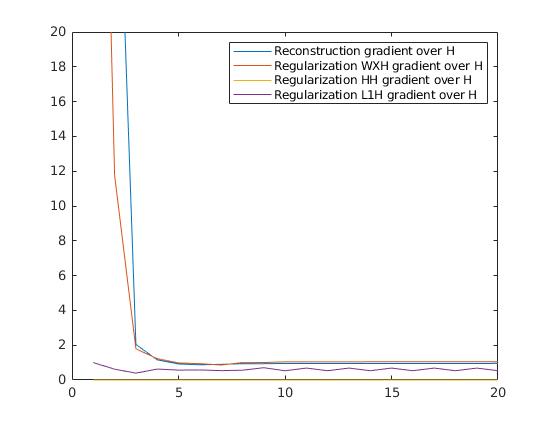 Reconstruction gradient over H
Regularization WXH gradient over H
Regularization HH gradient over H
Regularization L1H gradient over H
20
18
16
14
12
10
8
6
4
2
0
0 5 10 15 20